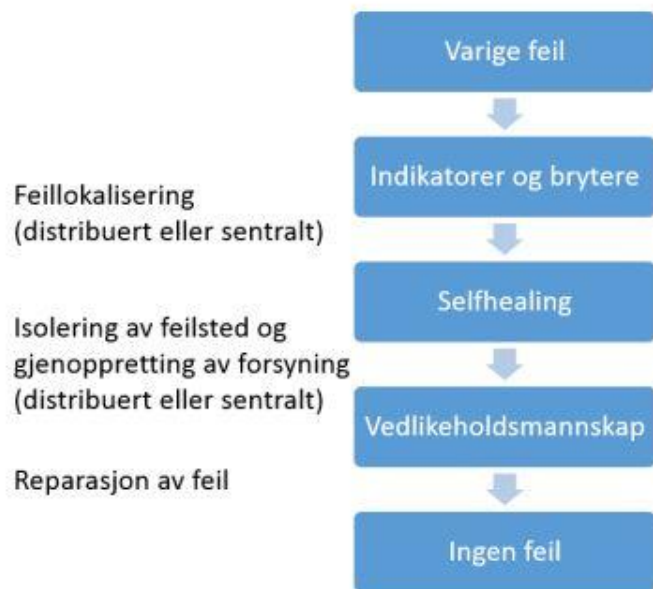 Varige feil
Indikatorer og brytere
Feillokalisering
(distribuert eller sentralt)
Selfhealing
Isolering av feilsted og
gjenoppretting av forsyning
(distribuert eller sentralt)
Vedlikeholdsmannskap
Reparasjon av feil
Ingen feil